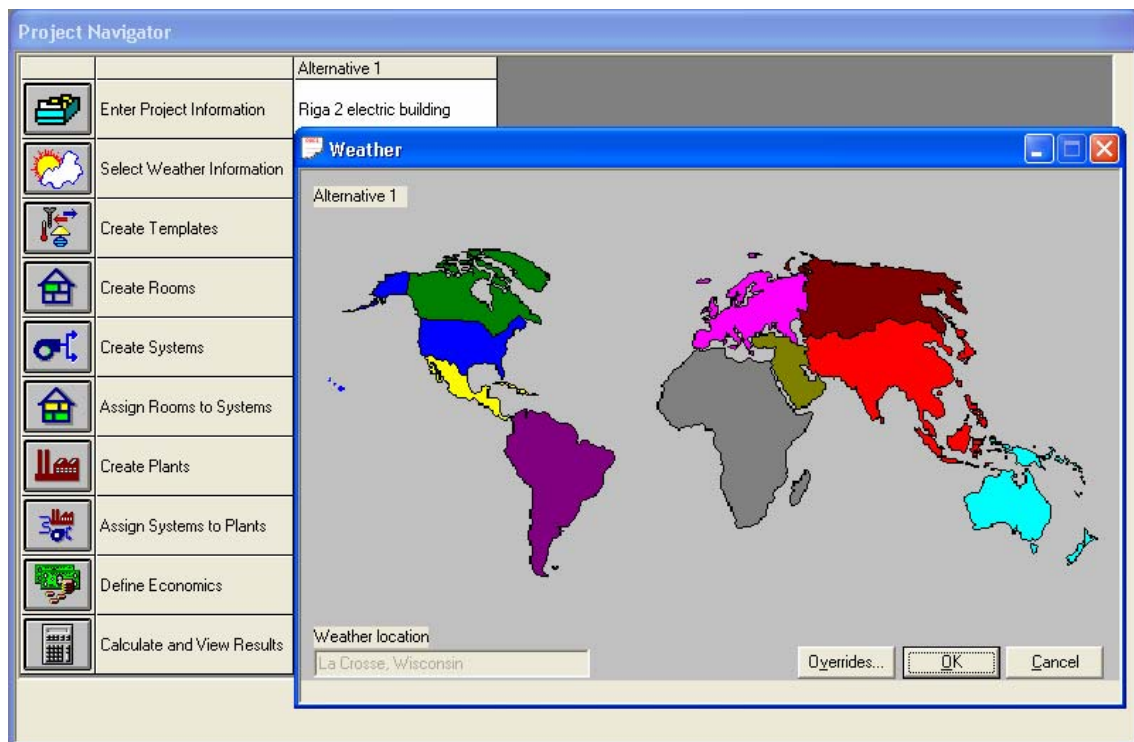 Project Navigator
Alternative 1
Enter Project Information
Riga 2 electric building
Select Weather Information
Create Templates
Create Rooms
Create Systems
Assign Rooms to Systems
Create Plants
Assign Systems to Plants
Define Economics
Calculate and View Results
Weather
Alternative 1
Weather location
La Crosse, Wisconsin
Overrides...
OK
Cancel